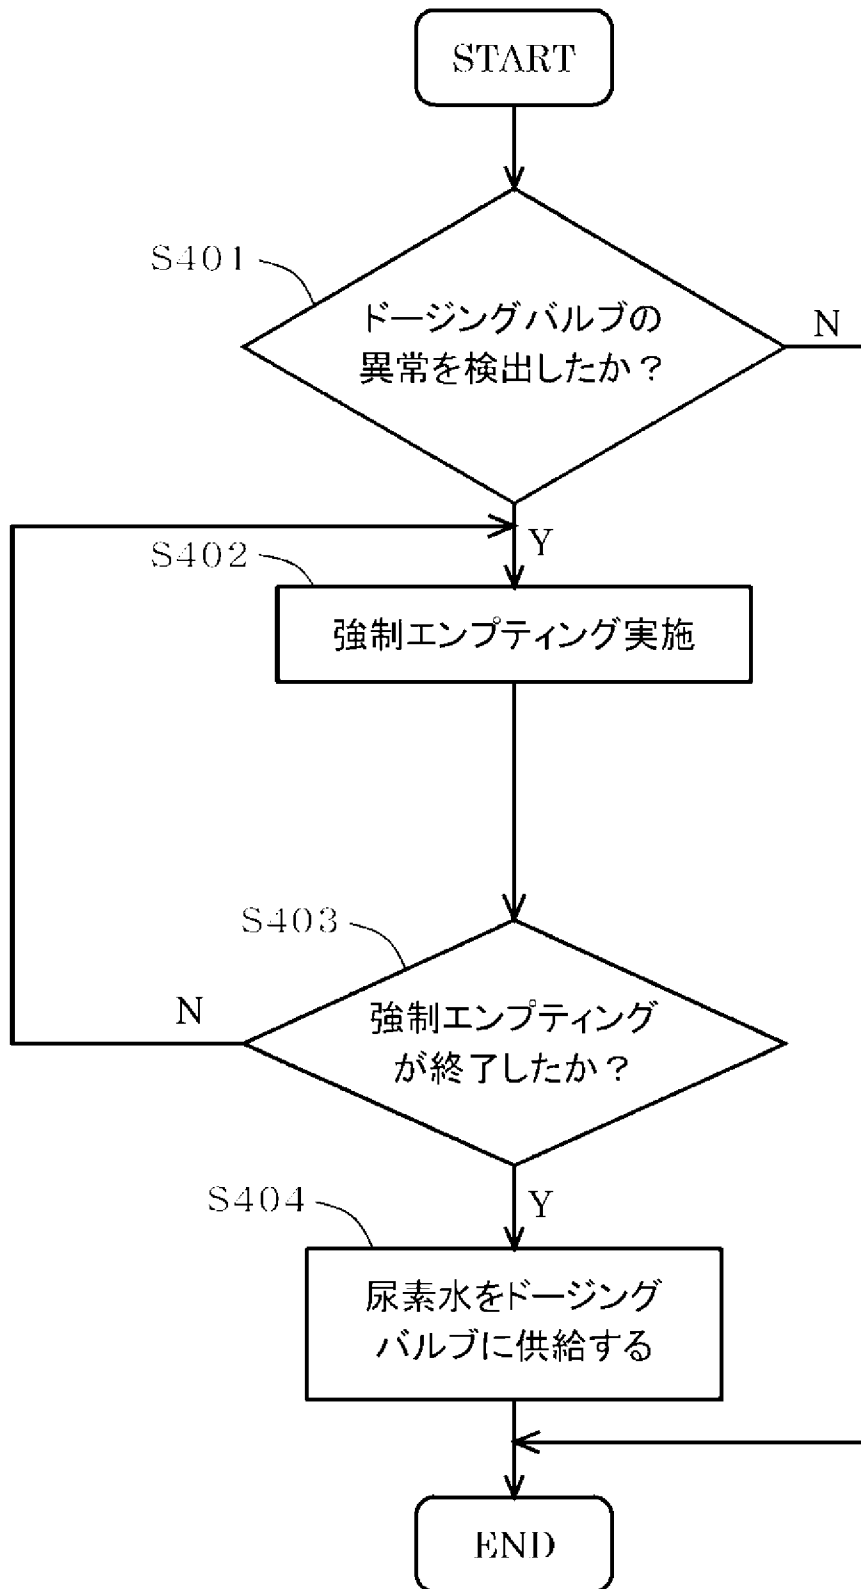 START
S401
ドージングバルブの
異常を検出したか？
N
Y
S402
強制エンプティング実施
S403
N
強制エンプティング
が終了したか？
Y
S404
尿素水をドージング
バルブに供給する
END